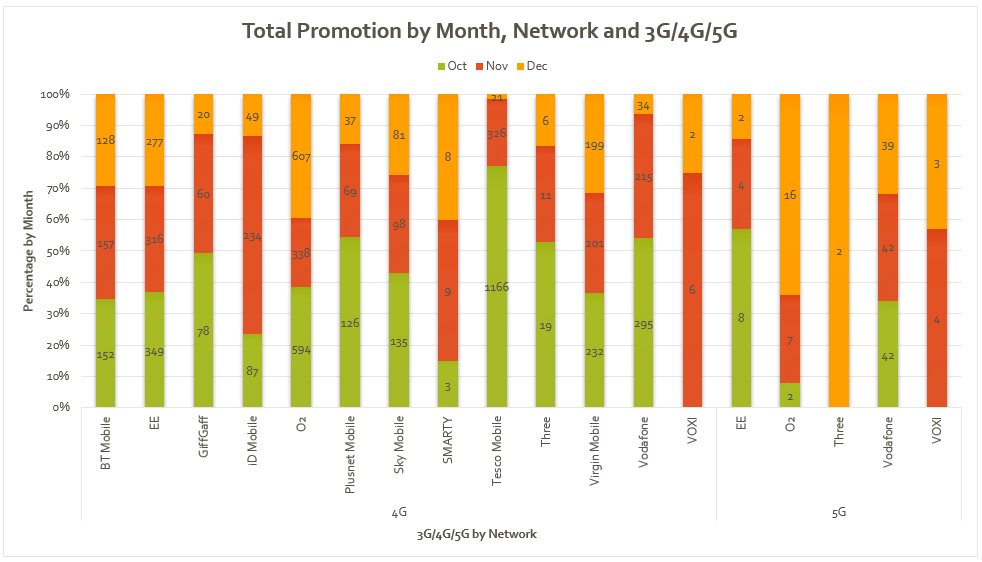 Total Promotion by Month, Network and 3G/4G/5G
Oct Nov Dec
Percentage by Mionth
100%
90%
80%
70%
60%
50%
40%
30%
20%
10%
0%
128 277 20 49 607 37 81 8 21 6 199 34 2 2 16 2 39 3
157 316 60 234 338 69 98 9 326 11 201 215 6 4 7 42 4
152 349 78 87 594 126 135 3 1166 19 232 295 8 2 42
BT Mobile
EE
GiffGaff
iD Mobile
O2
Plusnet Mobile
Sky Mobile
SMARTY
Tesco Mobile
Three
Virgin Mobile
Vodafone
VOXI
EE
O2
Three
Vodafone
VOXI
4G 5G
3G/4G/5G by Network